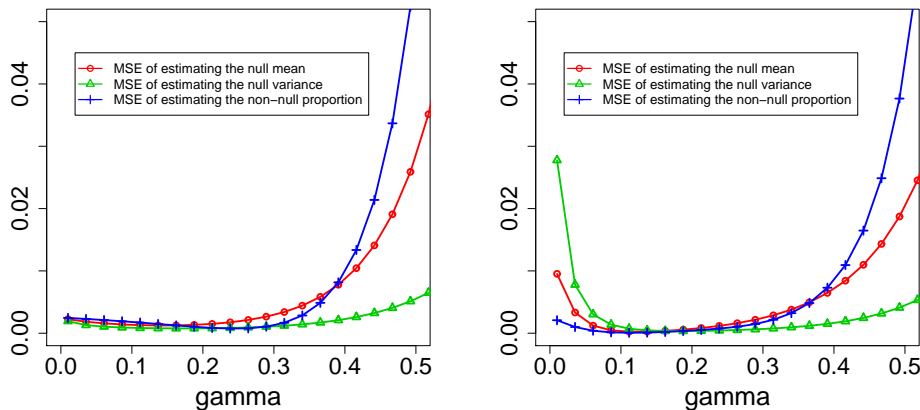 0.04
0.02
0.00
MSE of estimating the null mean
MSE of estimating the null variance
MSE of estimating the non−null proportion
0.0 0.1 0.2 0.3 0.4 0.5
gamma
0.04
0.02
0.00
MSE of estimating the null mean
MSE of estimating the null variance
MSE of estimating the non−null proportion
0.0 0.1 0.2 0.3 0.4 0.5
gamma